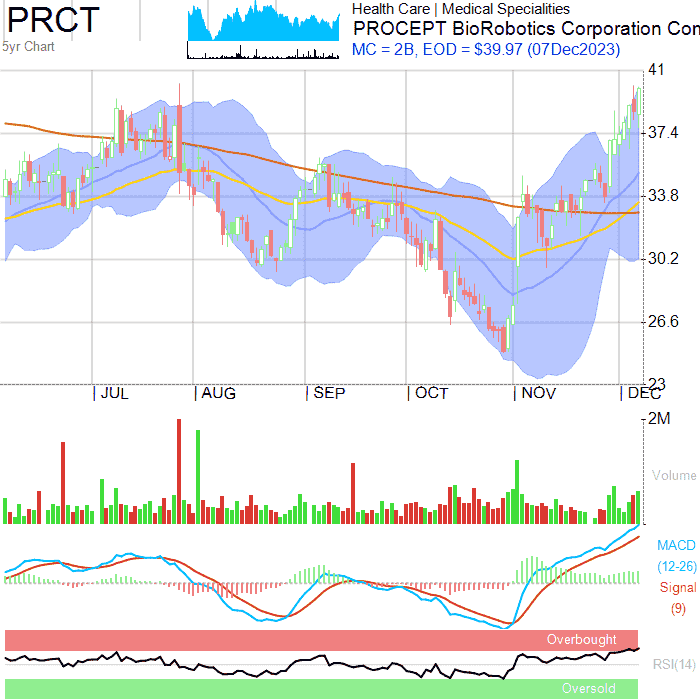 PRCT
5yr Chart
Health Care | Medical Specialities
PROCEPT BioRobotics Corporation Con
MC = 2B, EOD = $39.97 (07Dec2023)
41
37.4
33.8
30.2
26.6
23
JUL
AUG
SEP
OCT
NOV
DEC
2M
Volume
MACD
(12-26)
Signal
(9)
Overbought
RSI(14)
Oversold